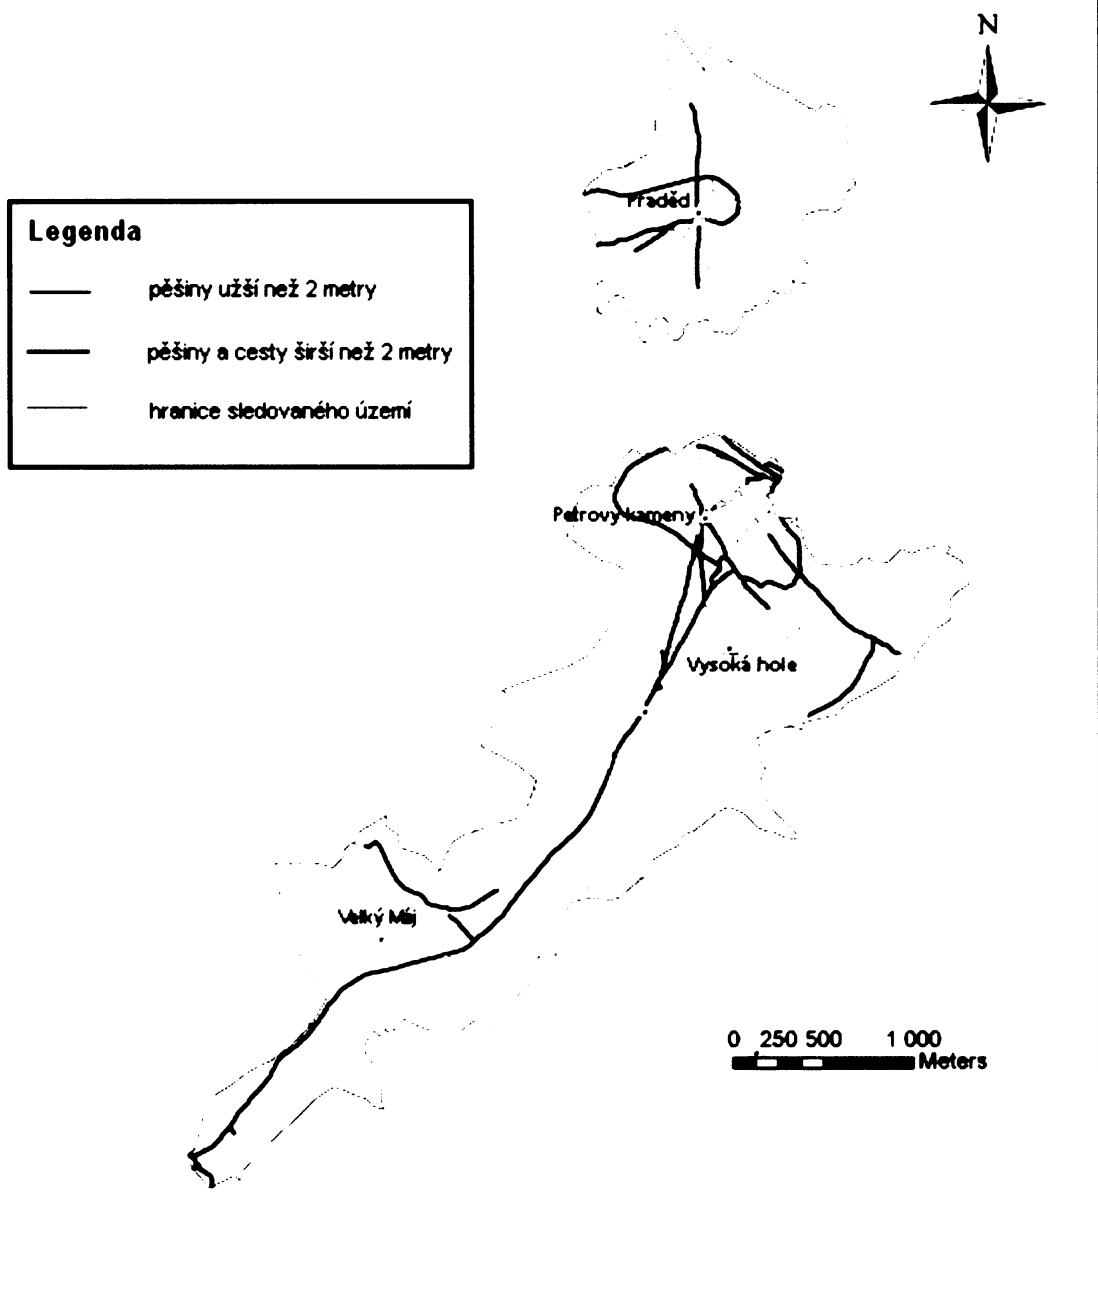 N
Praděd
Legenda
pěšiny užší než 2 metry
pěšiny a cesty širší než 2 metry
hranice sledovaného území
Petrovy kameny
Vysoká hole
Velký Máj
0 250 500 1 000
Meters